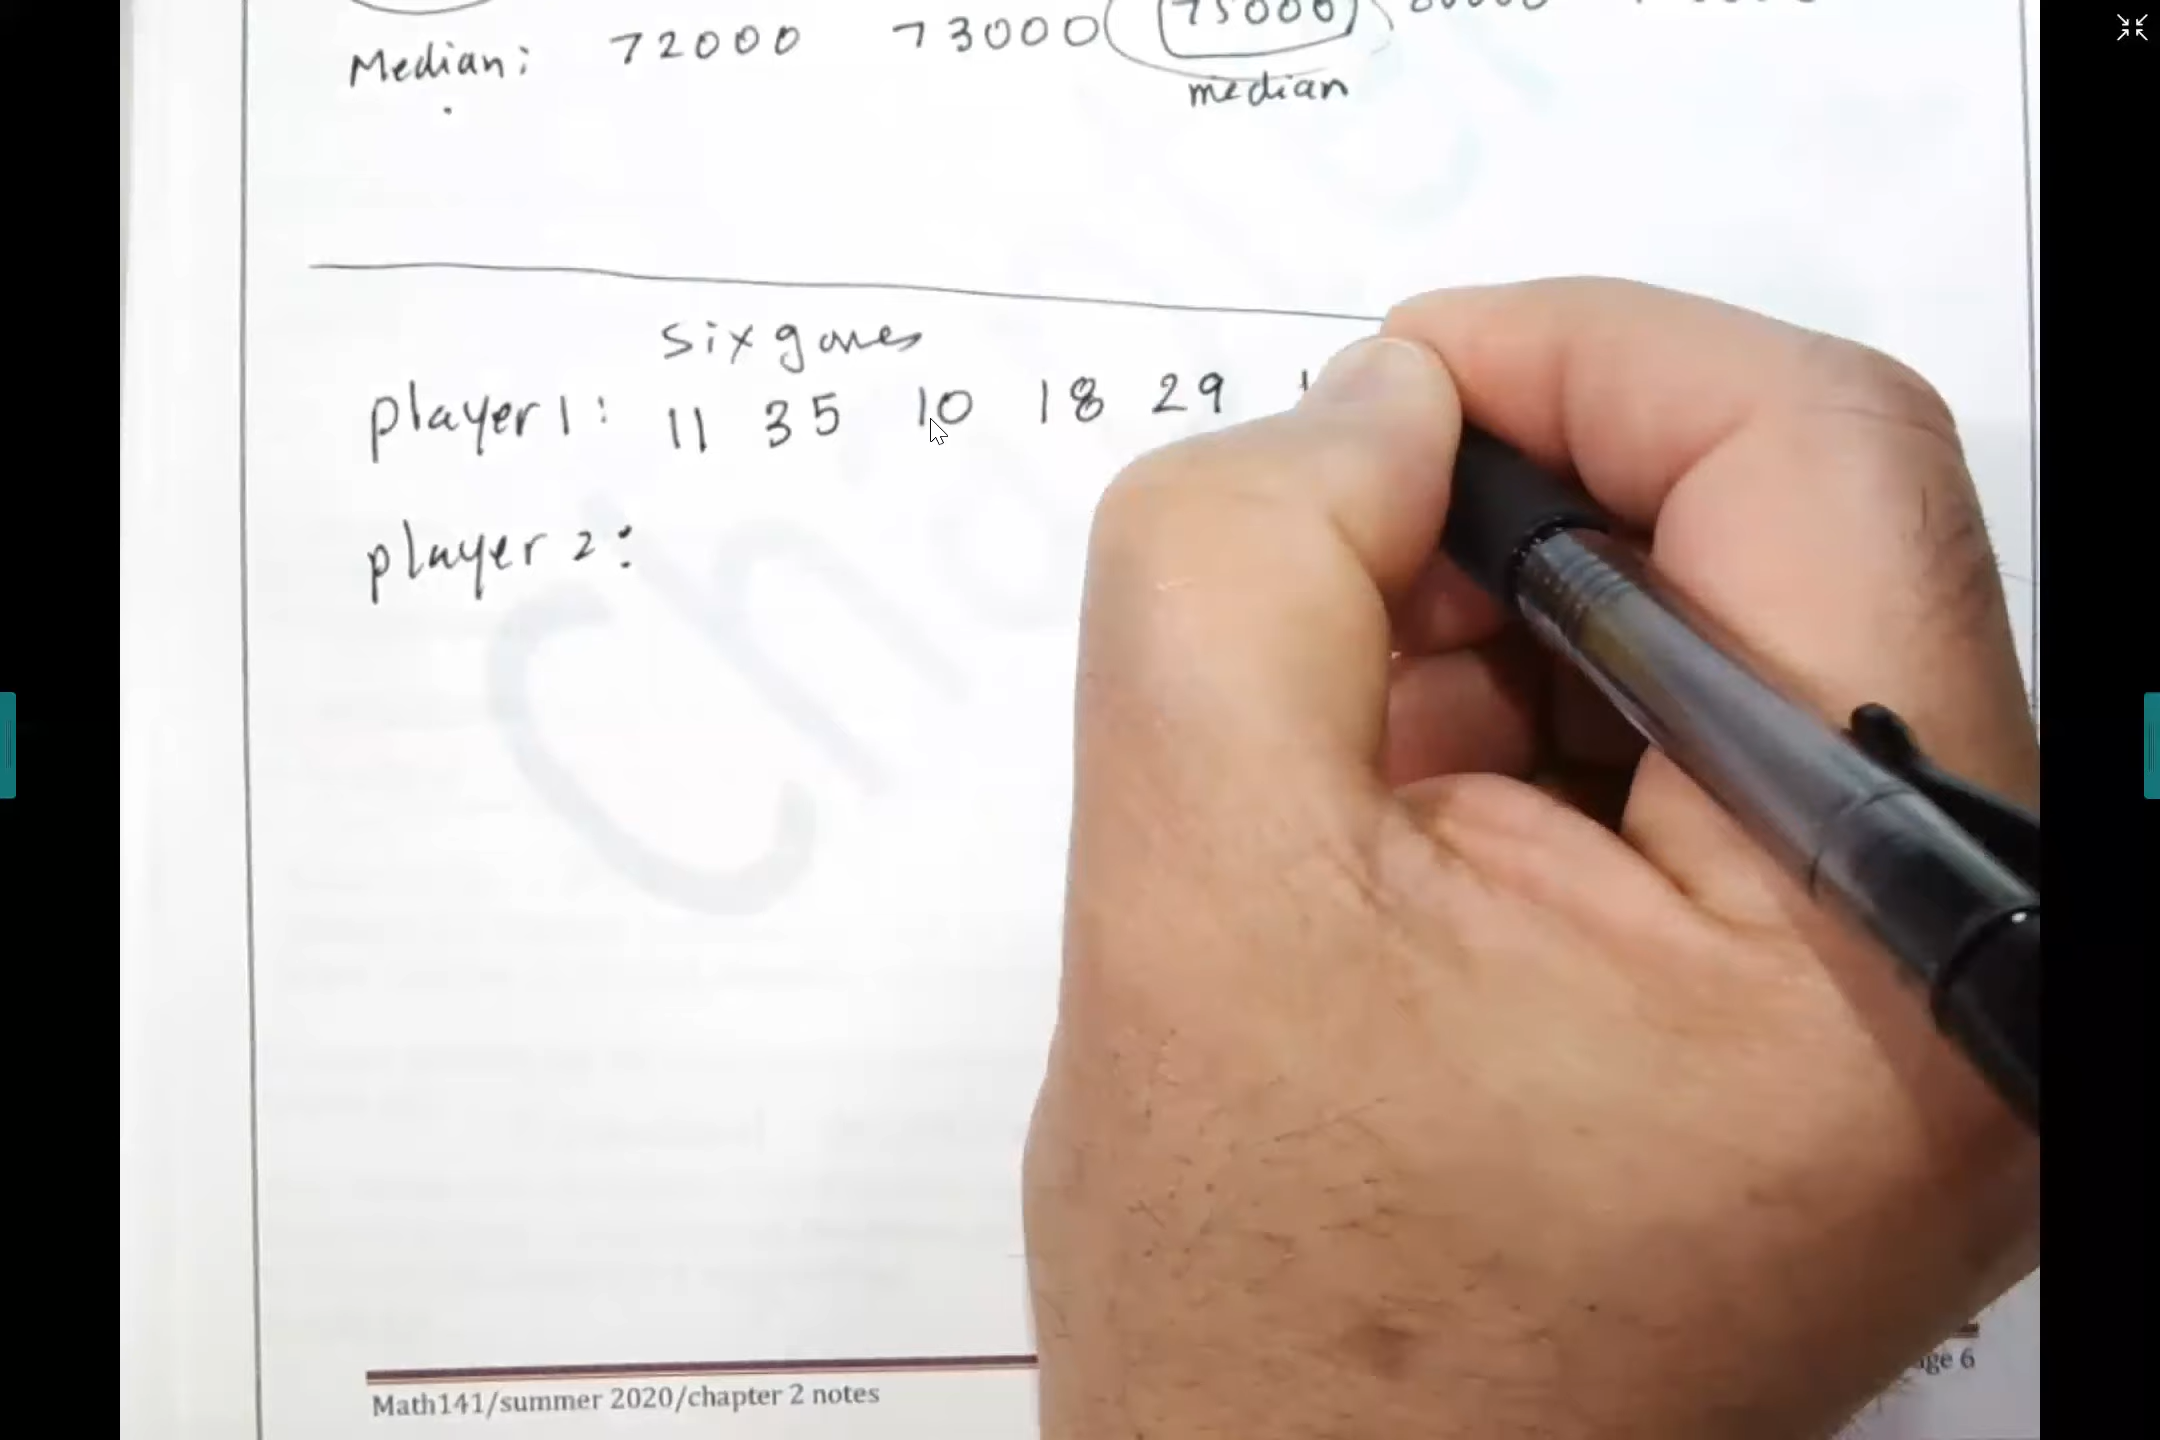 Median: 72000 73000 75000
median
six games
player 1: 11 35 10 18 29
player 2:
Math141/summer 2020/chapter 2 notes
6